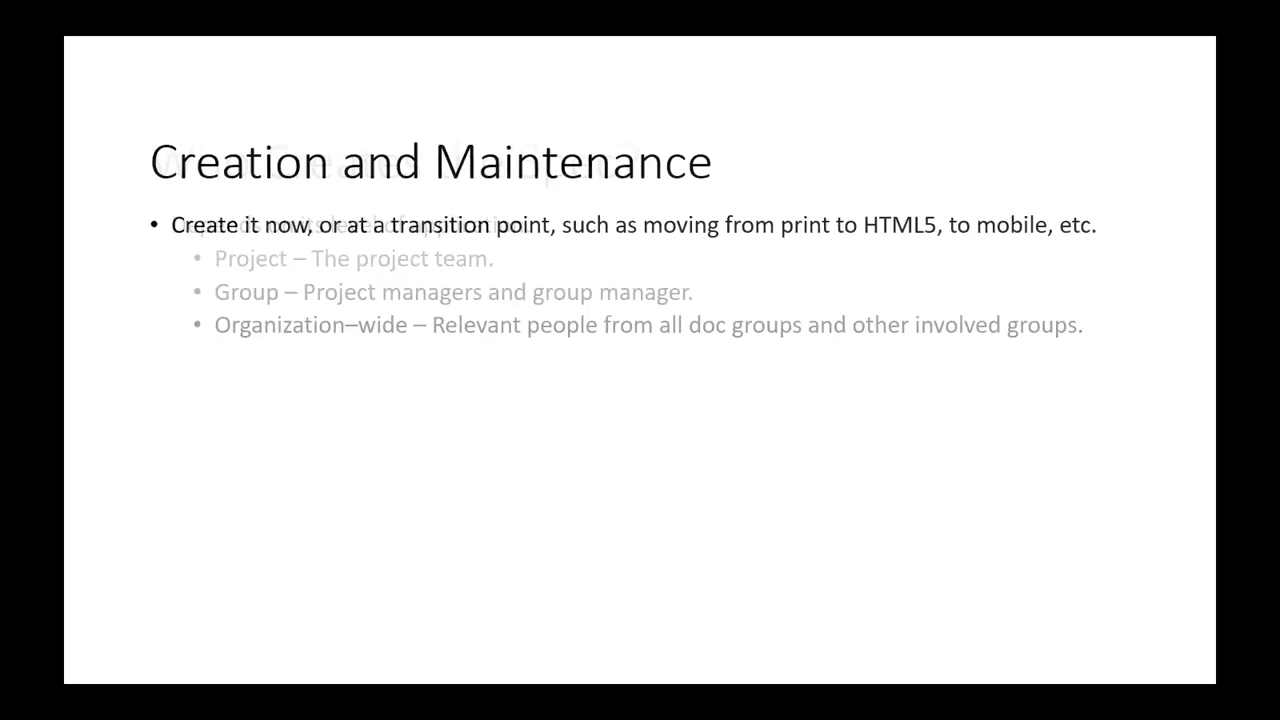 Creation and Maintenance
• Create it now, or at a transition point, such as moving from print to HTML5, to mobile, etc.
• Project – The project team.
• Group – Project managers and group manager.
• Organization–wide – Relevant people from all doc groups and other involved groups.